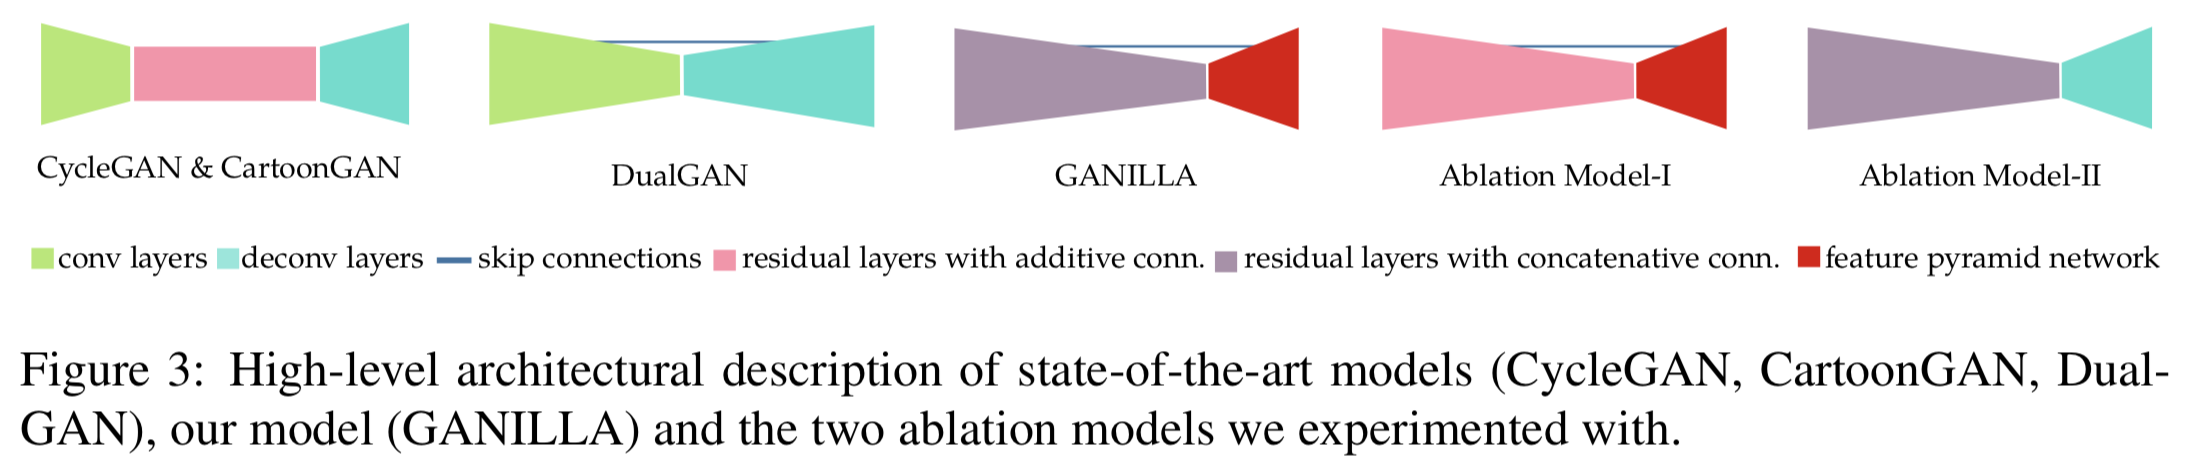 CycleGAN & CartoonGAN
DualGAN
GANILLA
Ablation Model-I
Ablation Model-II
conv layers deconv layers skip connections residual layers with additive conn. residual layers with concatenative conn. feature pyramid network
Figure 3: High-level architectural description of state-of-the-art models (CycleGAN, CartoonGAN, Dual-
GAN), our model (GANILLA) and the two ablation models we experimented with.